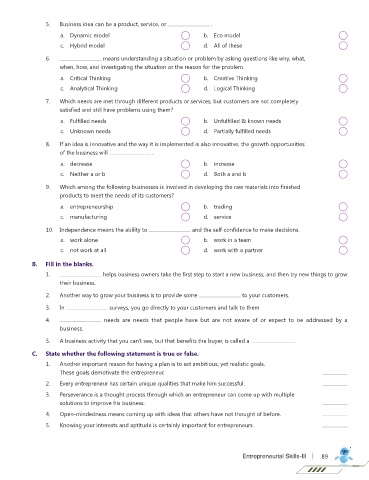 5. Business idea can be a product, service, or ____________ .
a. Dynamic model b. Eco model
c. Hybrid model d. All of these
6. ____________ means understanding a situation or problem by asking questions like why, what,
when, how, and investigating the situation or the reason for the problem.
a. Critical Thinking b. Creative Thinking
c. Analytical Thinking d. Logical Thinking
7. Which needs are met through different products or services, but customers are not completely
satisfied and still have problems using them?
a. Fulfilled needs b. Unfulfilled & known needs
c. Unknown needs d. Partially fulfilled needs
8. If an idea is innovative and the way it is implemented is also innovative, the growth opportunities
of the business will ____________.
a. decrease b. increase
c. Neither a or b d. Both a and b
9. Which among the following businesses is involved in developing the raw materials into finished
products to meet the needs of its customers?
a. entrepreneurship b. trading
c. manufacturing d. service
10. Independence means the ability to ____________ and the self-confidence to make decisions.
a. work alone b. work in a team
c. not work at all d. work with a partner
B. Fill in the blanks.
1. ____________ helps business owners take the first step to start a new business, and then try new things to grow
their business.
2. Another way to grow your business is to provide some ____________ to your customers.
3. In ____________ surveys, you go directly to your customers and talk to them
4. ____________ needs are needs that people have but are not aware of or expect to be addressed by a
business.
5. A business activity that you can't see, but that benefits the buyer, is called a ____________.
C. State whether the following statement is true or false.
1. Another important reason for having a plan is to set ambitious, yet realistic goals.
These goals demotivate the entrepreneur. ________
2. Every entrepreneur has certain unique qualities that make him successful. ________
3. Perseverance is a thought process through which an entrepreneur can come up with multiple
solutions to improve his business. ________
4. Open-mindedness means coming up with ideas that others have not thought of before. ________
5. Knowing your interests and aptitude is certainly important for entrepreneurs. ________
Entrepreneurial Skills-III | 89